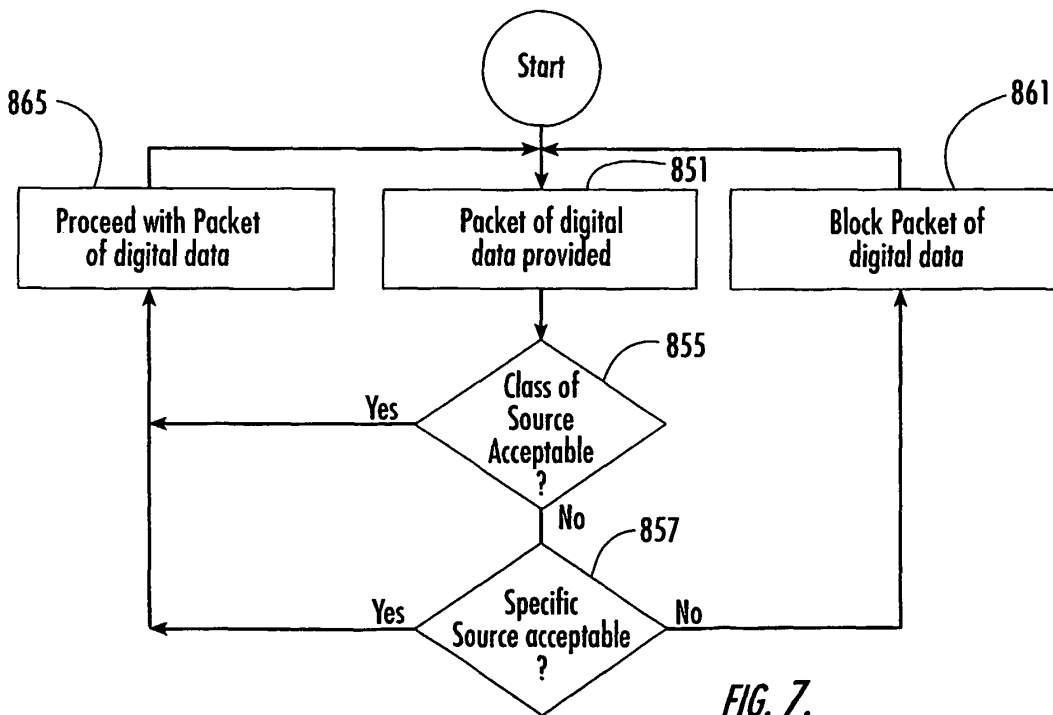 Start
865
861
851
Proceed with Packet
of digital data
Packet of digital
data provided
Block Packet of
digital data
855
Class of
Source
Acceptable
?
Yes
No
857
Specific
Source acceptable
?
Yes
No
FIG. 7.